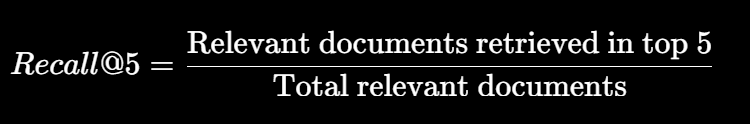 Recall@5 = Relevant documents retrieved in top 5
Total relevant documents